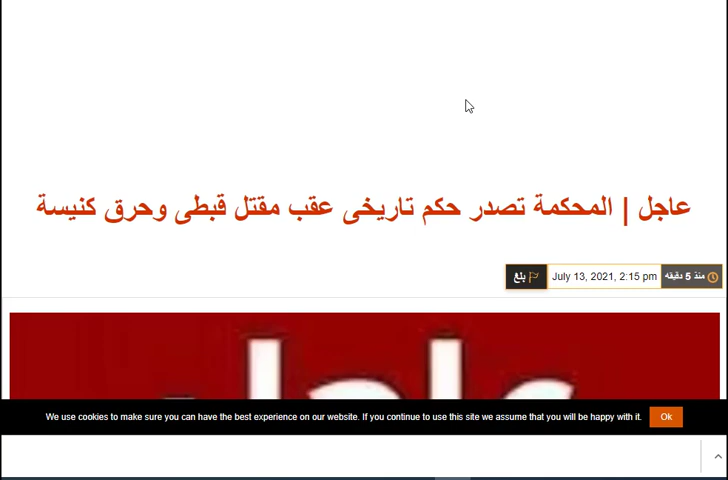 عاجل | المحكمة تصدر حكم تاريخى عقب مقتل قبطى وحرق كنيسة
منذ 5 دقيقه July 13, 2021, 2:15 pm بلغ
عاجل
We use cookies to make sure you can have the best experience on our website. If you continue to use this site we assume that you will be happy with it. Ok